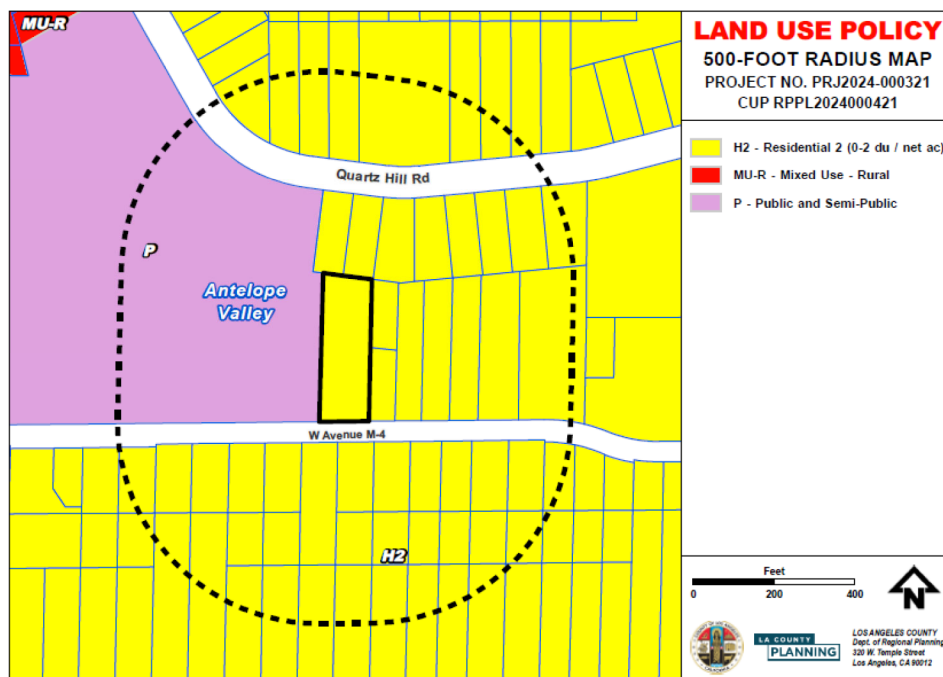 MU-R
Quartz Hill Rd
P
Antelope
Valley
W Avenue M-4
H2
LAND USE POLICY
500-FOOT RADIUS MAP
PROJECT NO. PRJ2024-000321
CUP RPPL2024000421
H2 - Residential 2 (0-2 du / net ac)
MU-R - Mixed Use - Rural
P - Public and Semi-Public
Feet
0 200 400
N
LA COUNTY
PLANNING
LOS ANGELES COUNTY
Dept. of Regional Planning
320 W. Temple Street
Los Angeles, CA 90012